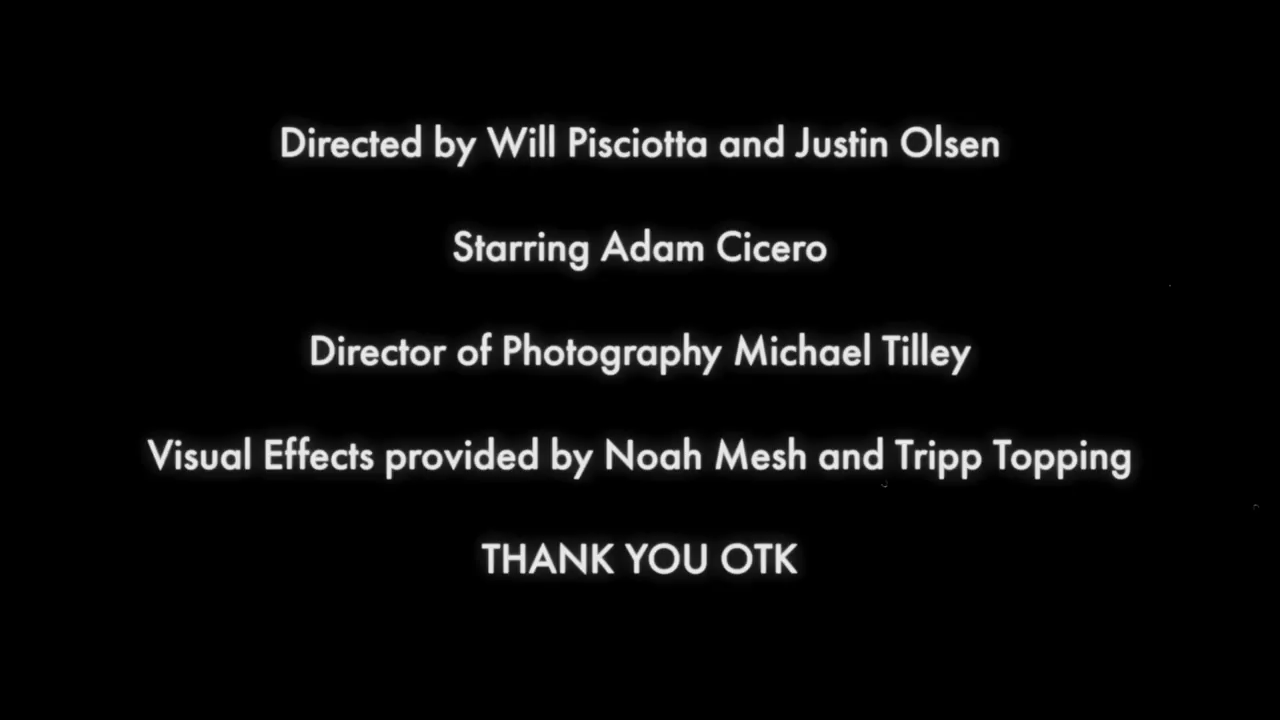 Directed by Will Pisciotta and Justin Olsen
Starring Adam Cicero
Director of Photography Michael Tilley
Visual Effects provided by Noah Mesh and Tripp Topping
THANK YOU OTK